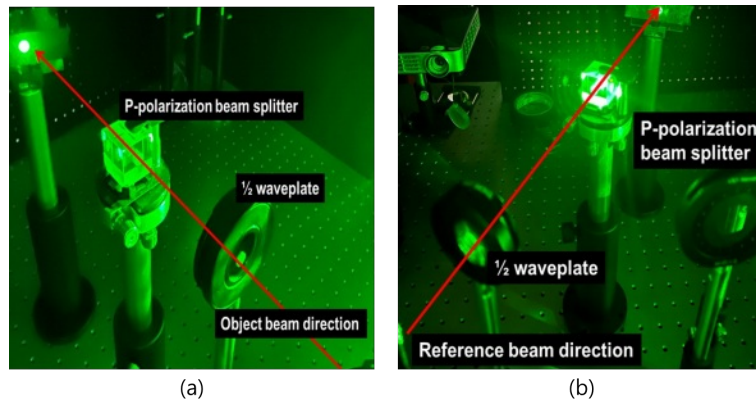 P-polarization beam splitter
½ waveplate
Object beam direction
(a)
P-polarization
beam splitter
½ waveplate
Reference beam direction
(b)